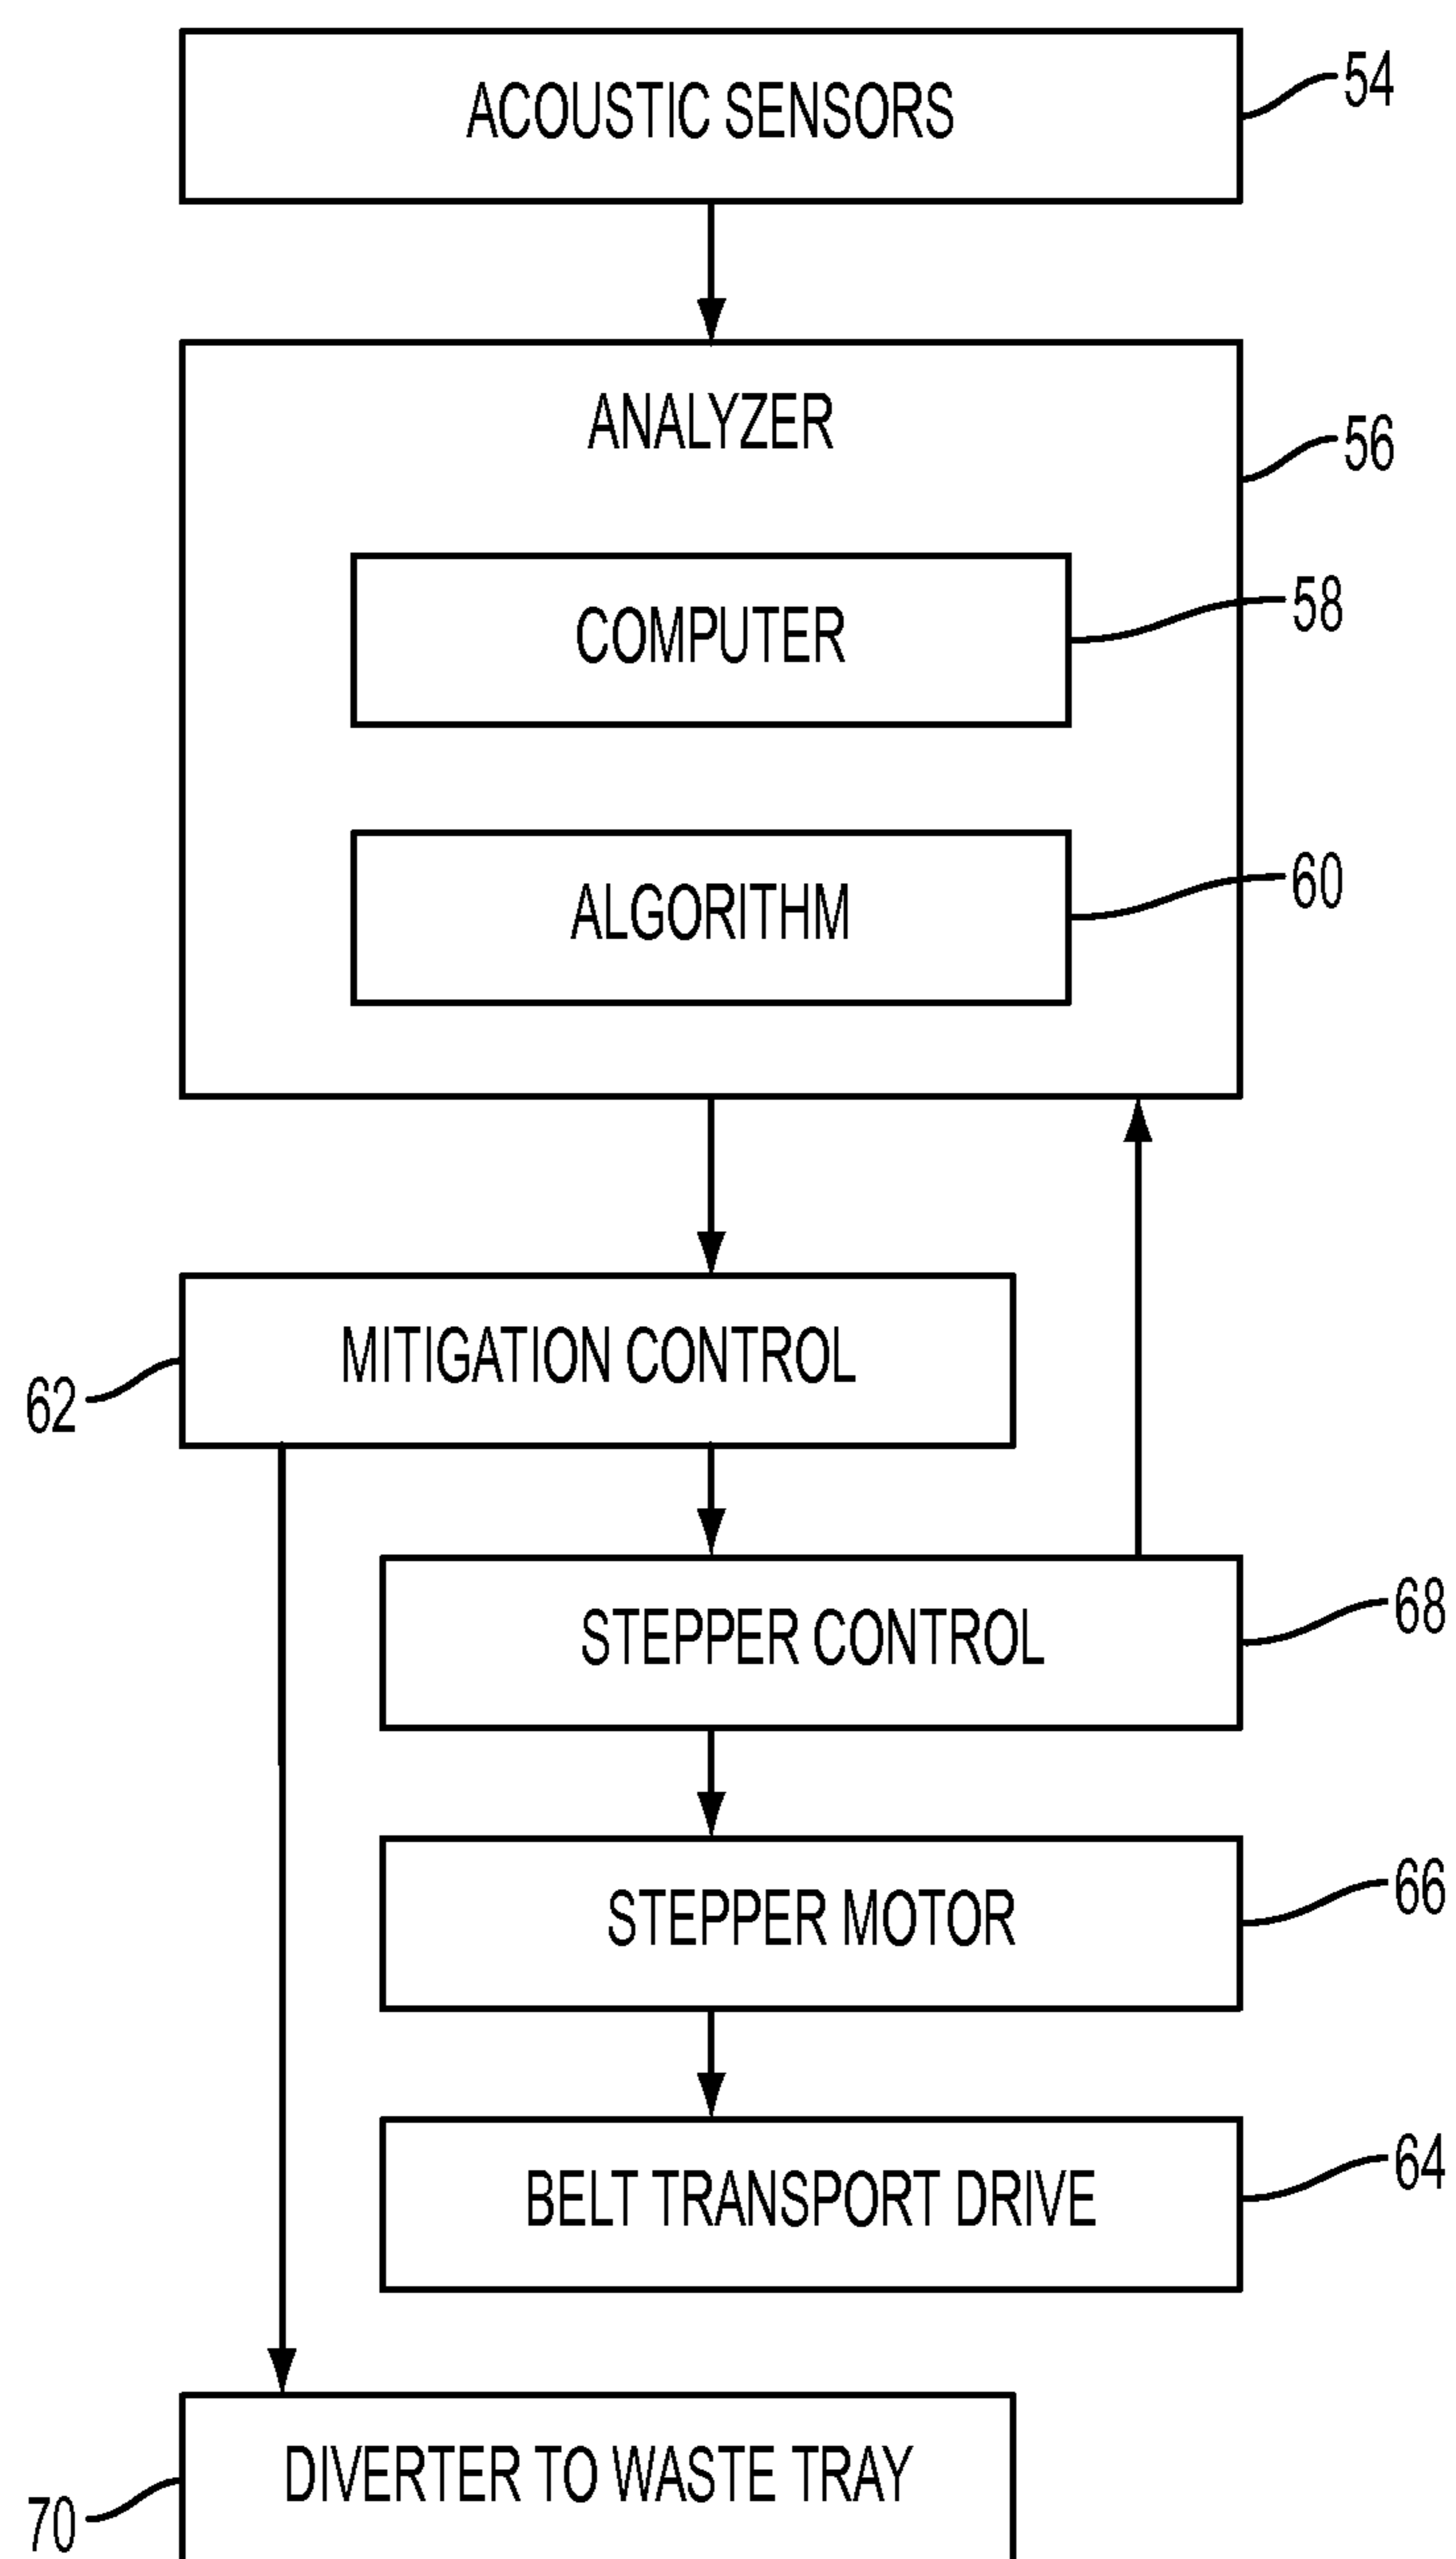 ACOUSTIC SENSORS
54
ANALYZER
56
COMPUTER
58
ALGORITHM
60
MITIGATION CONTROL
62
STEPPER CONTROL
68
STEPPER MOTOR
66
BELT TRANSPORT DRIVE
64
DIVERTER TO WASTE TRAY
70